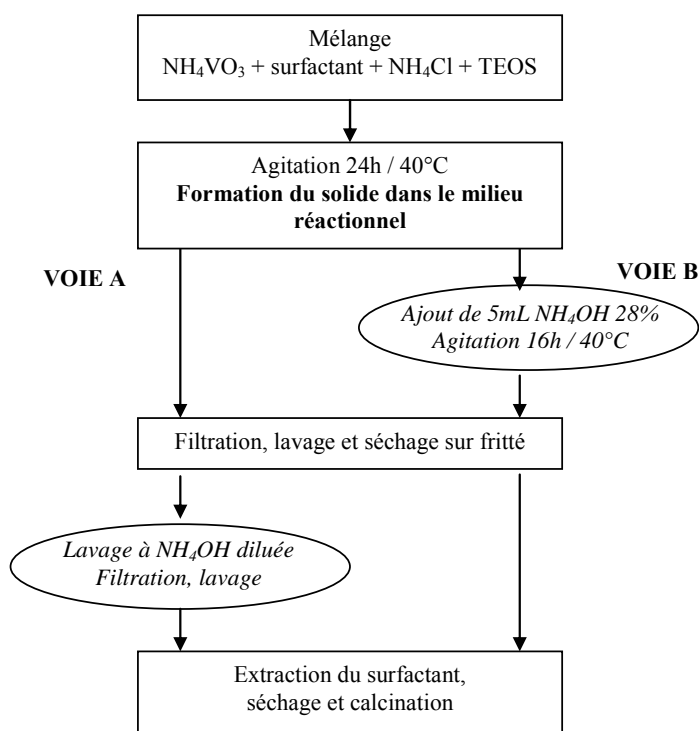 Mélange
NH₄VO₃ + surfactant + NH₄Cl + TEOS
Agitation 24h / 40°C
Formation du solide dans le milieu
réactionnel
VOIE A
VOIE B
Ajout de 5mL NH₄OH 28%
Agitation 16h / 40°C
Filtration, lavage et séchage sur fritté
Lavage à NH₄OH diluée
Filtration, lavage
Extraction du surfactant,
séchage et calcination